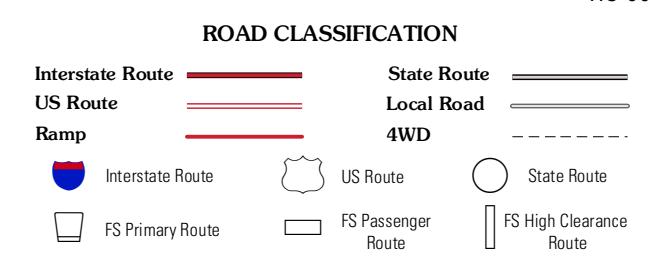 ROAD CLASSIFICATION
Interstate Route State Route
US Route Local Road
Ramp 4WD
Interstate Route US Route State Route
FS Primary Route FS Passenger Route FS High Clearance Route